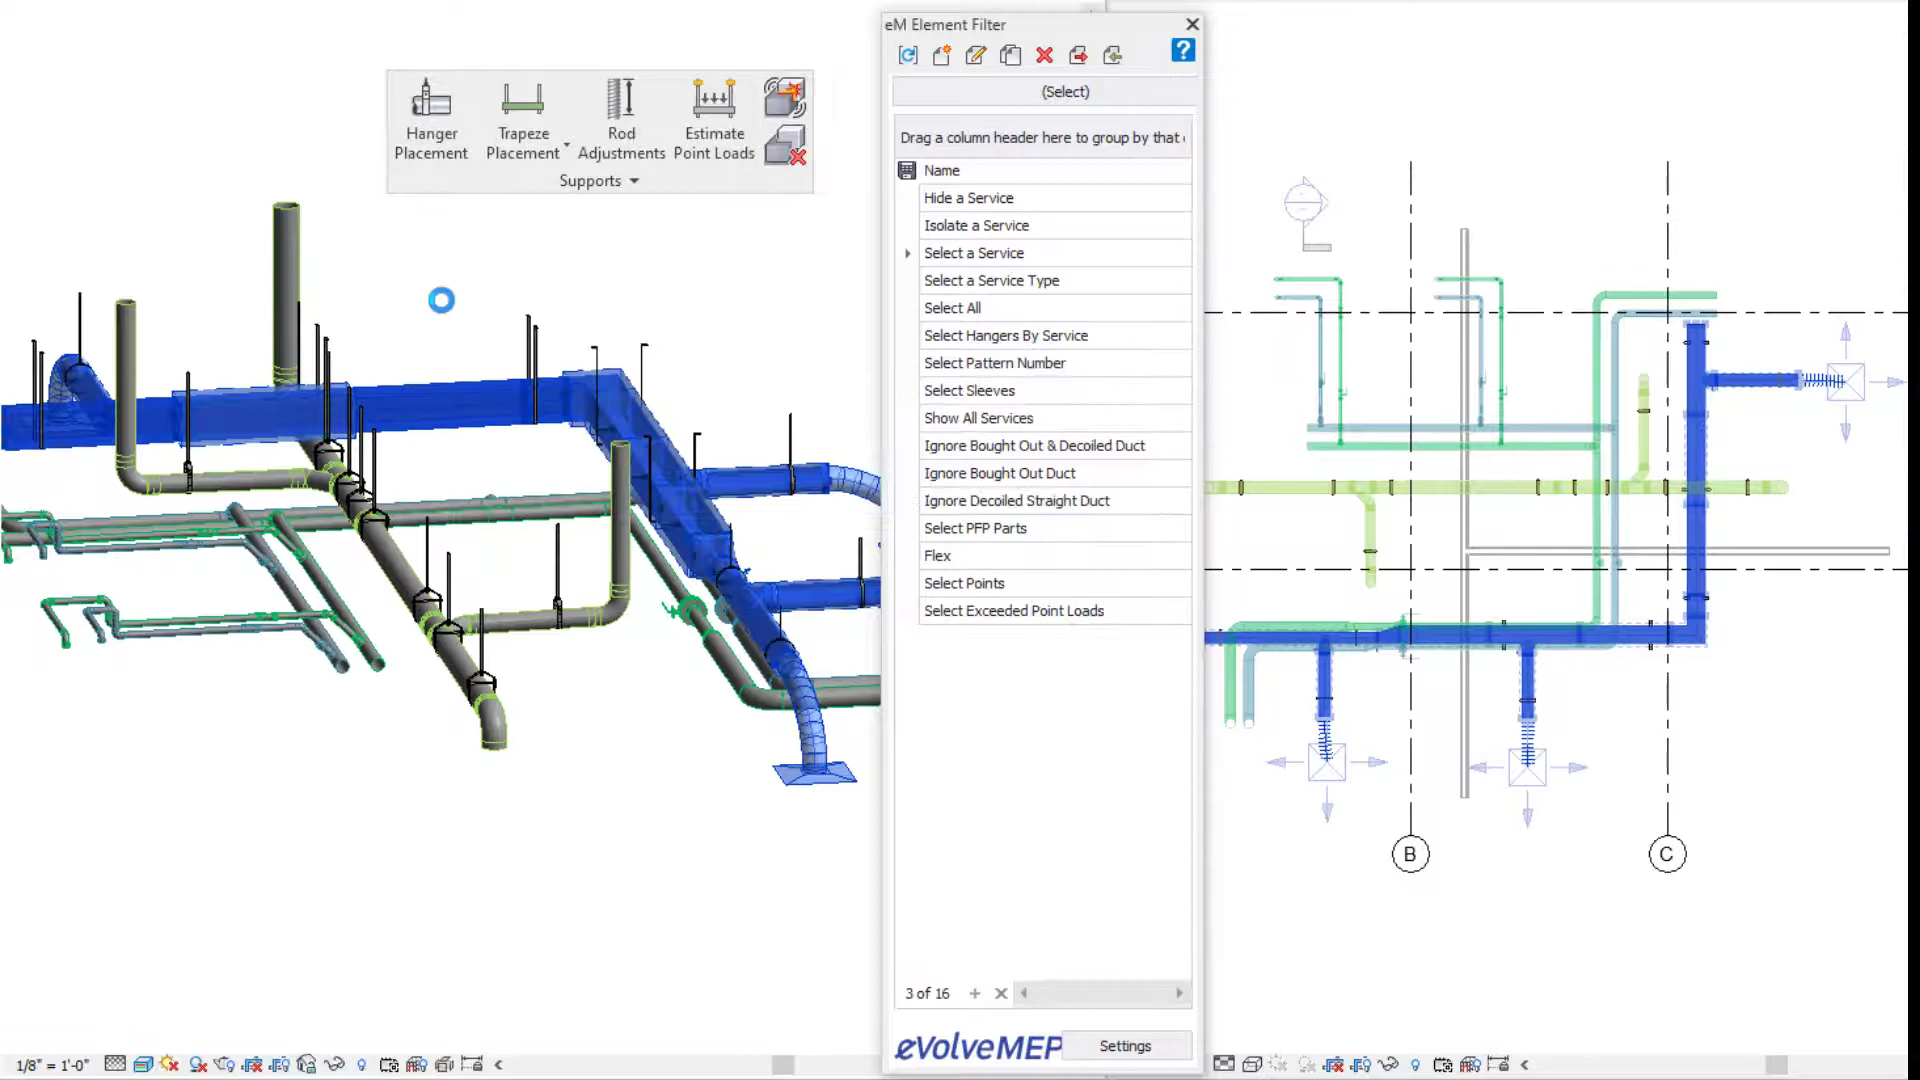 eM Element Filter
?
(Select)
Hanger Placement
Trapeze Placement
Rod Adjustments
Estimate Point Loads
Supports
Drag a column header here to group by that
Name
Hide a Service
Isolate a Service
Select a Service
Select a Service Type
Select All
Select Hangers By Service
Select Pattern Number
Select Sleeves
Show All Services
Ignore Bought Out & Decoiled Duct
Ignore Bought Out Duct
Ignore Decoiled Straight Duct
Select PFP Parts
Flex
Select Points
Select Exceeded Point Loads
B
C
3 of 16
eVolveMEP
Settings
1/8" = 1'-0"